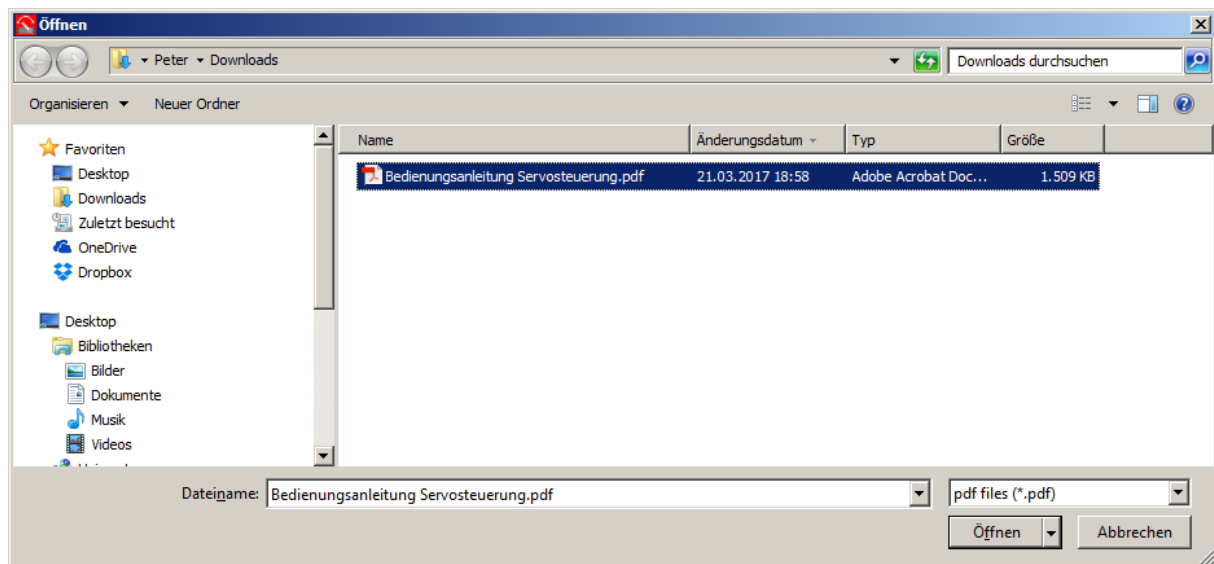 Öffnen
Peter Downloads
Downloads durchsuchen
Organisieren Neuer Ordner
Favoriten
Desktop
Downloads
Zuletzt besucht
OneDrive
Dropbox
Desktop
Bibliotheken
Bilder
Dokumente
Musik
Videos
Name Änderungsdatum Typ Größe
Bedienungsanleitung Servosteuerung.pdf 21.03.2017 18:58 Adobe Acrobat Doc... 1.509 KB
Dateiname: Bedienungsanleitung Servosteuerung.pdf pdf files (*.pdf)
Öffnen Abbrechen